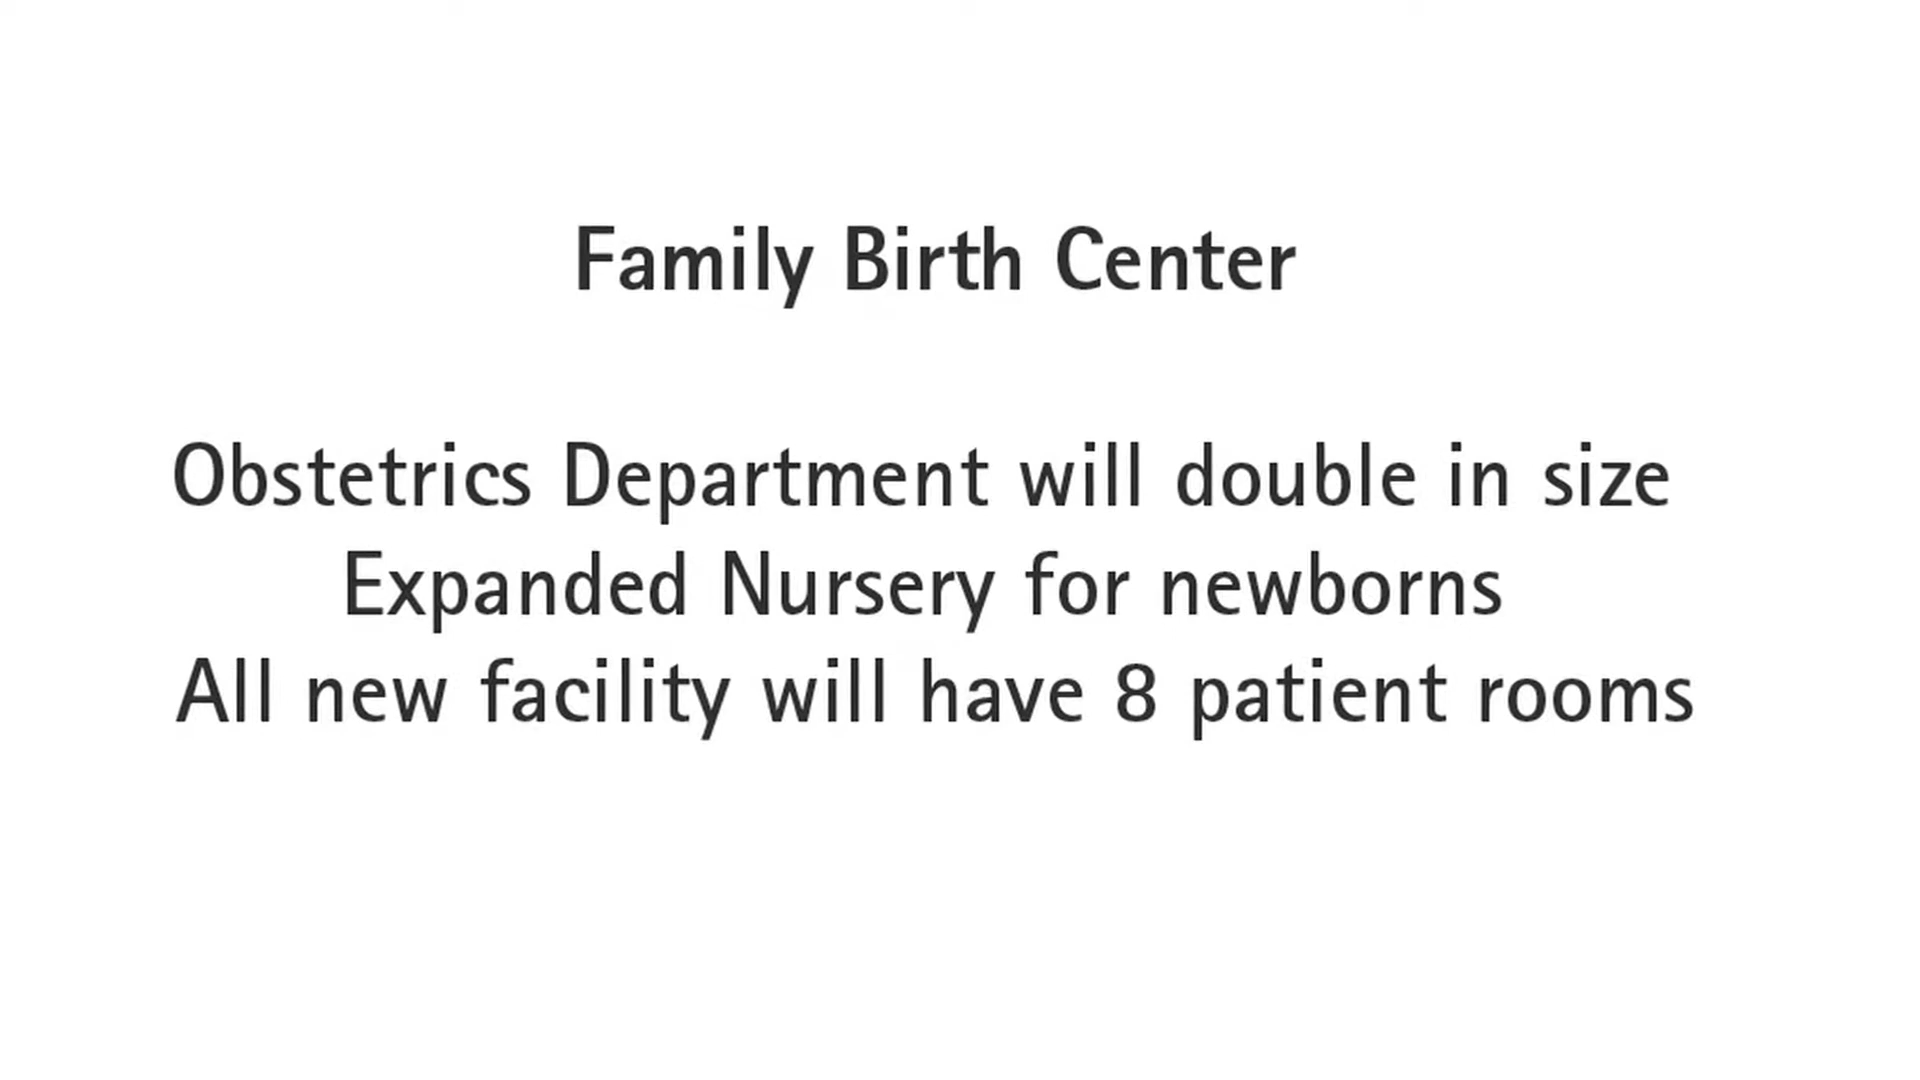 Family Birth Center
Obstetrics Department will double in size
Expanded Nursery for newborns
All new facility will have 8 patient rooms